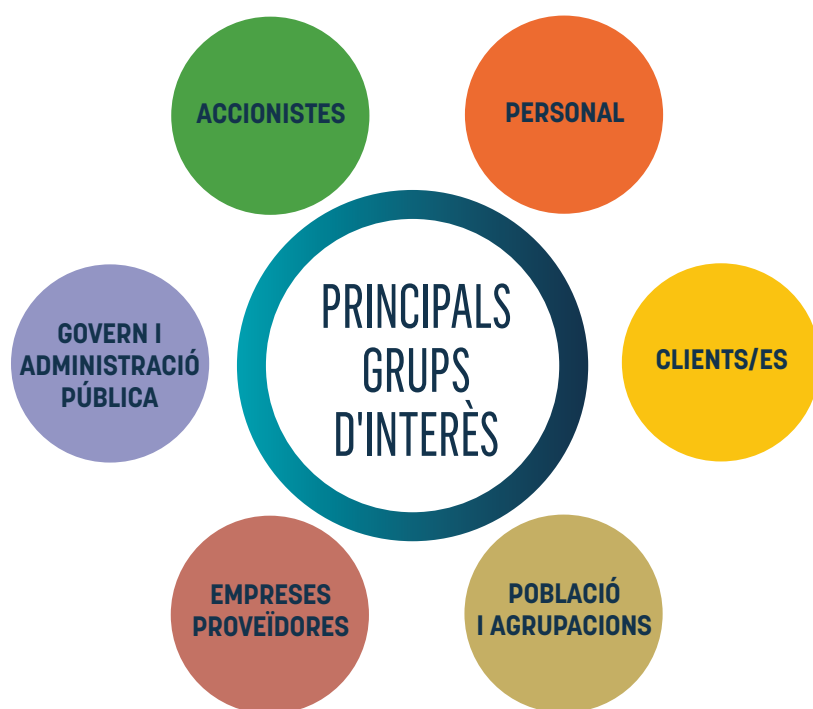 ACCIONISTES
PERSONAL
GOVERN I
ADMINISTRACIÓ
PÚBLICA
PRINCIPALS
GRUPS
D'INTERÈS
CLIENTS/ES
EMPRESES
PROVEÏDORES
POBLACIÓ
I AGRUPACIONS